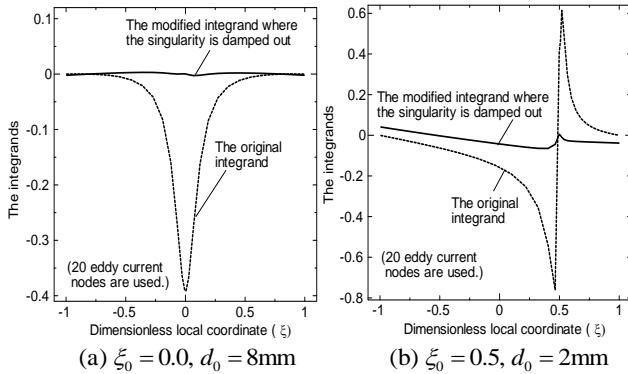 0.1
0
-0.1
-0.2
-0.3
-0.4
The integrands
The modified integrand where
the singularity is damped out
The original
integrand
(20 eddy current
nodes are used.)
-1 -0.5 0 0.5 1
Dimensionless local coordinate ( ξ )
(a) ξ0 = 0.0, d0 = 8mm
0.6
0.4
0.2
0
-0.2
-0.4
-0.6
-0.8
The integrands
The modified integrand where
the singularity is damped out
The original
integrand
(20 eddy current
nodes are used.)
-1 -0.5 0 0.5 1
Dimensionless local coordinate ( ξ )
(b) ξ0 = 0.5, d0 = 2mm